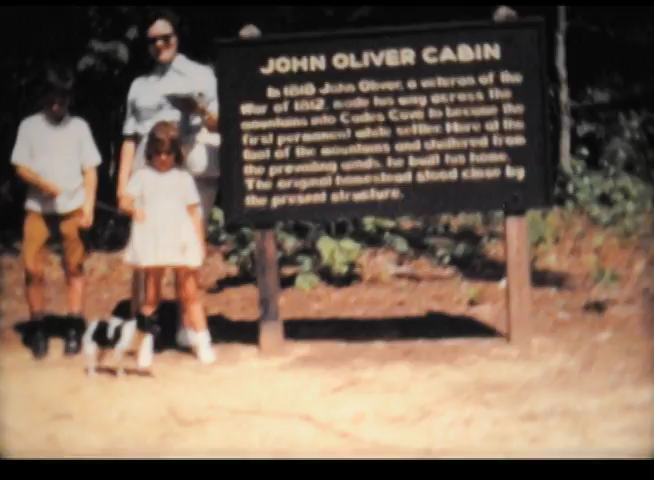 JOHN OLIVER CABIN
In 1818 John Oliver, a veteran of the
War of 1812, made his way across the
mountains into Cades Cove to become the
first permanent white settler. Here at the
foot of the mountains and sheltered from
the prevailing winds, he built his home.
The original homestead stood close by
the present structure.